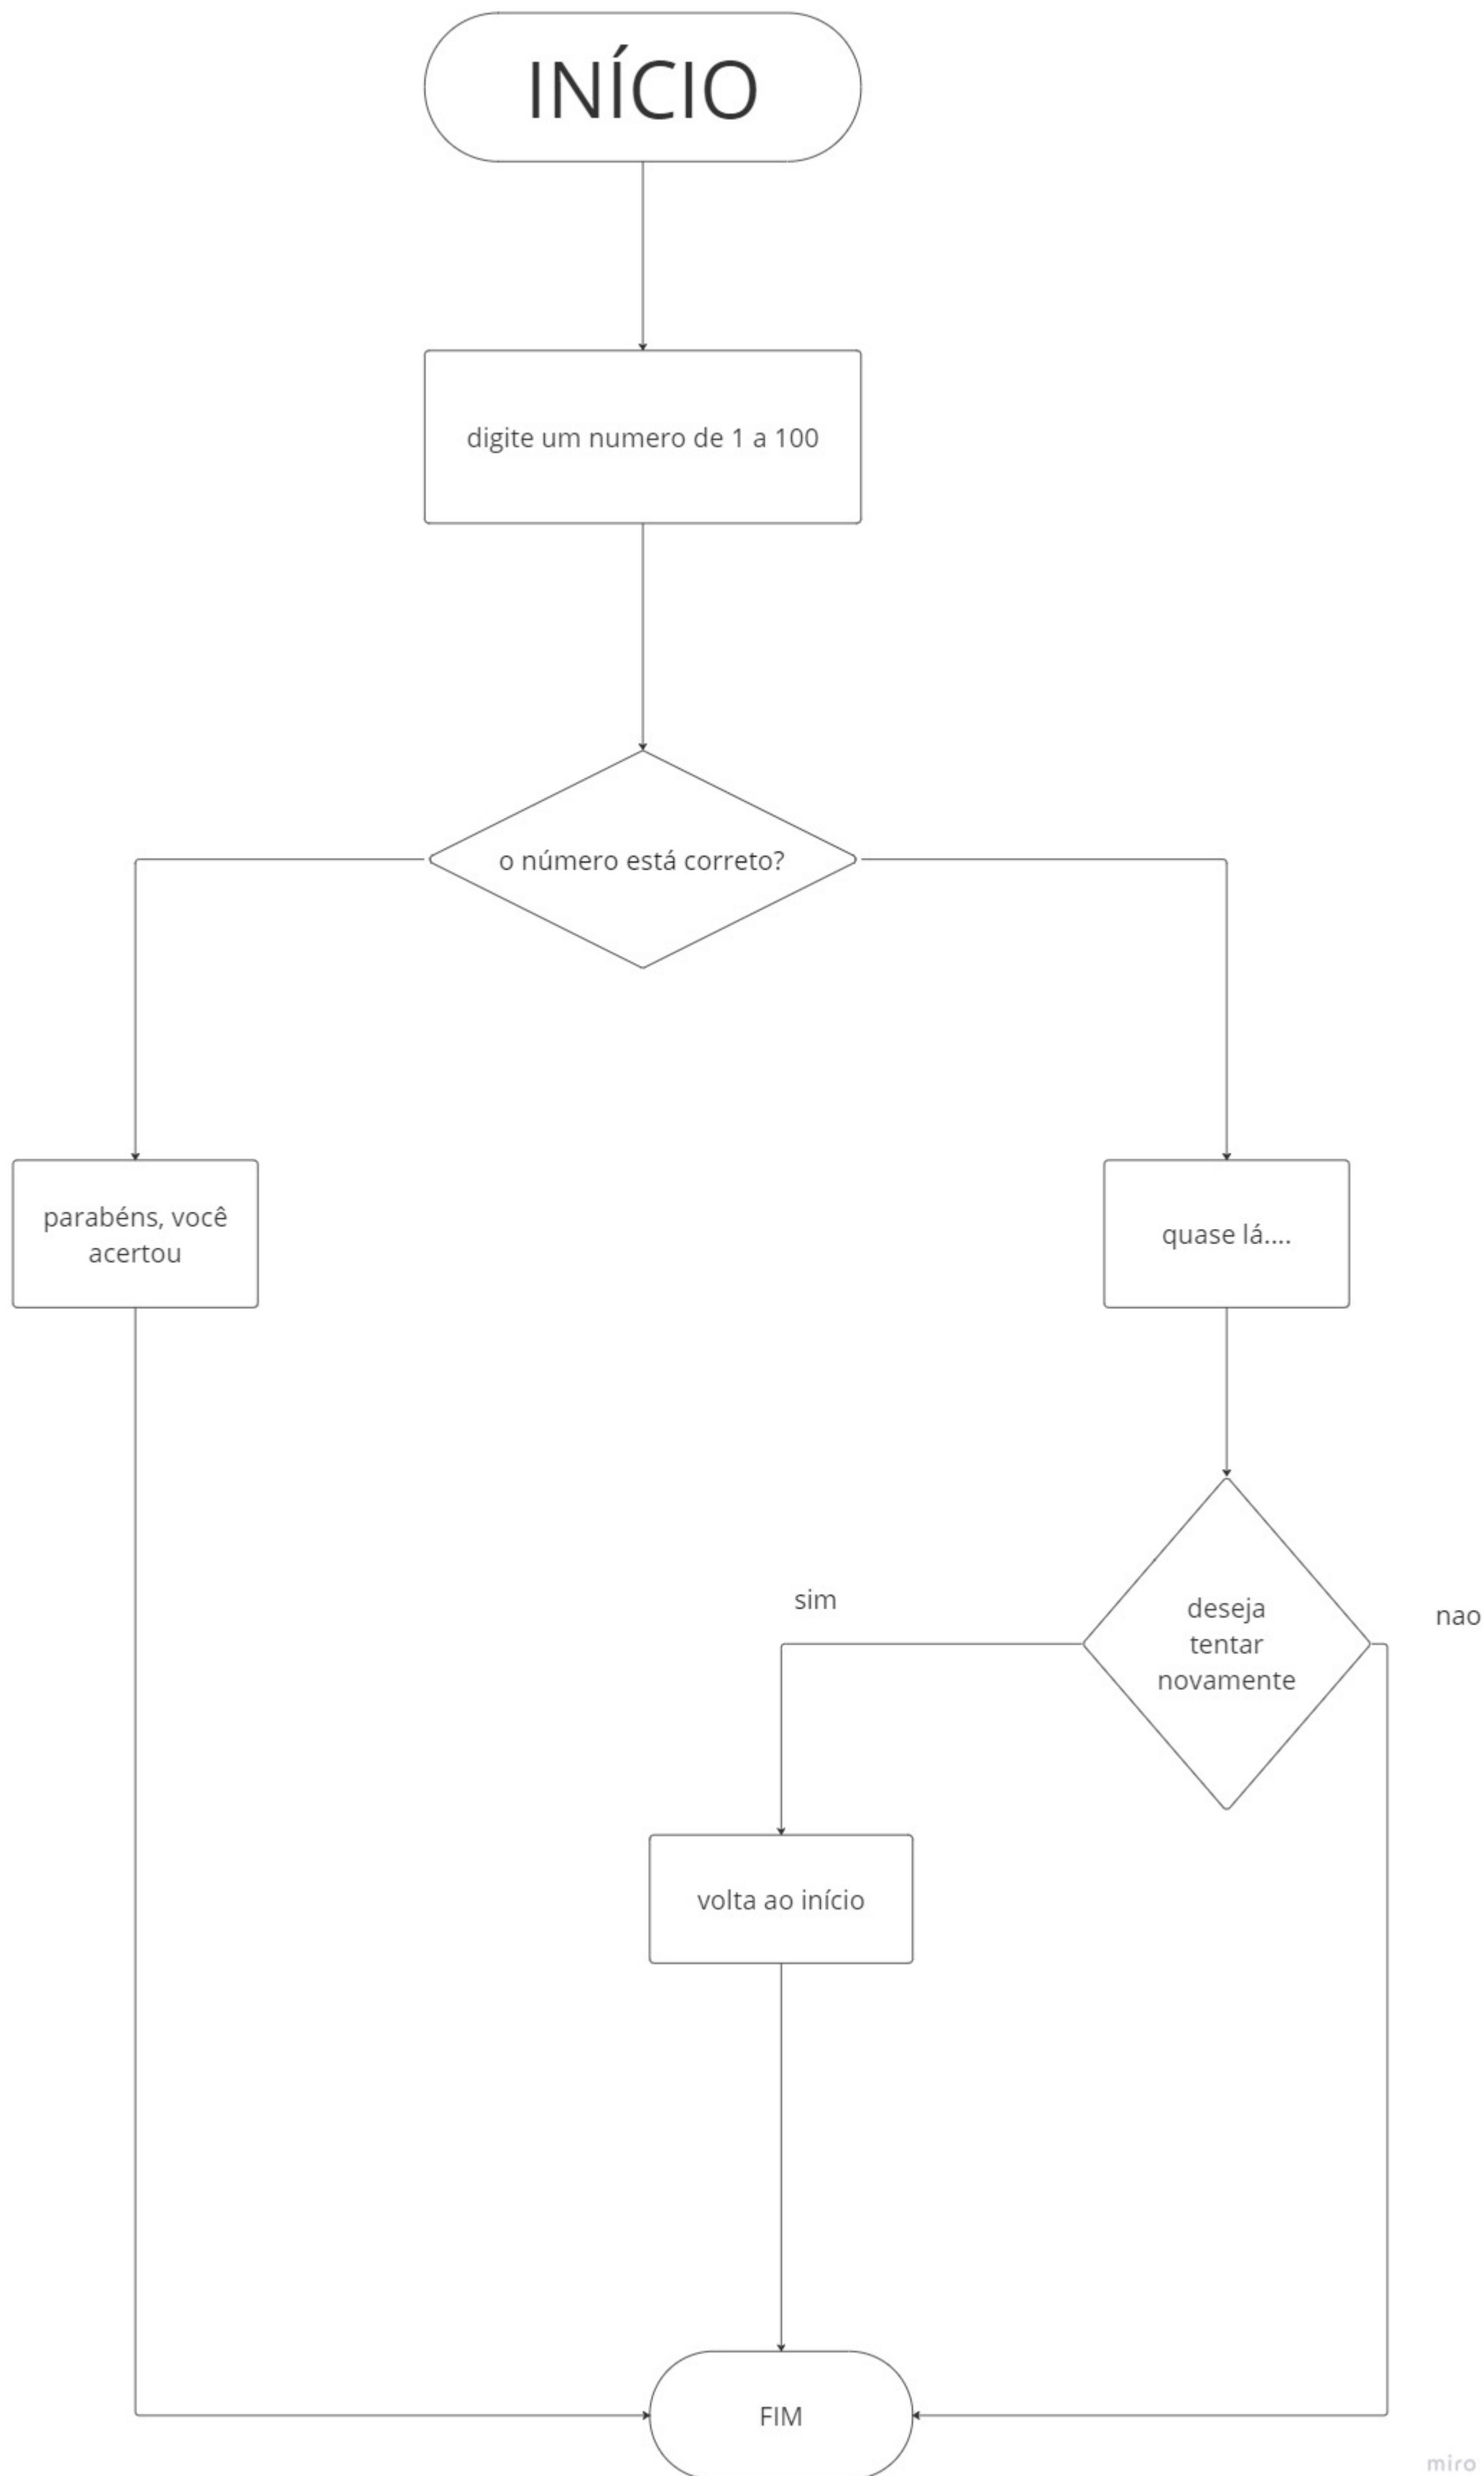 INÍCIO
digite um numero de 1 a 100
o número está correto?
parabéns, você
acertou
quase lá....
sim
nao
deseja
tentar
novamente
volta ao início
FIM
miro